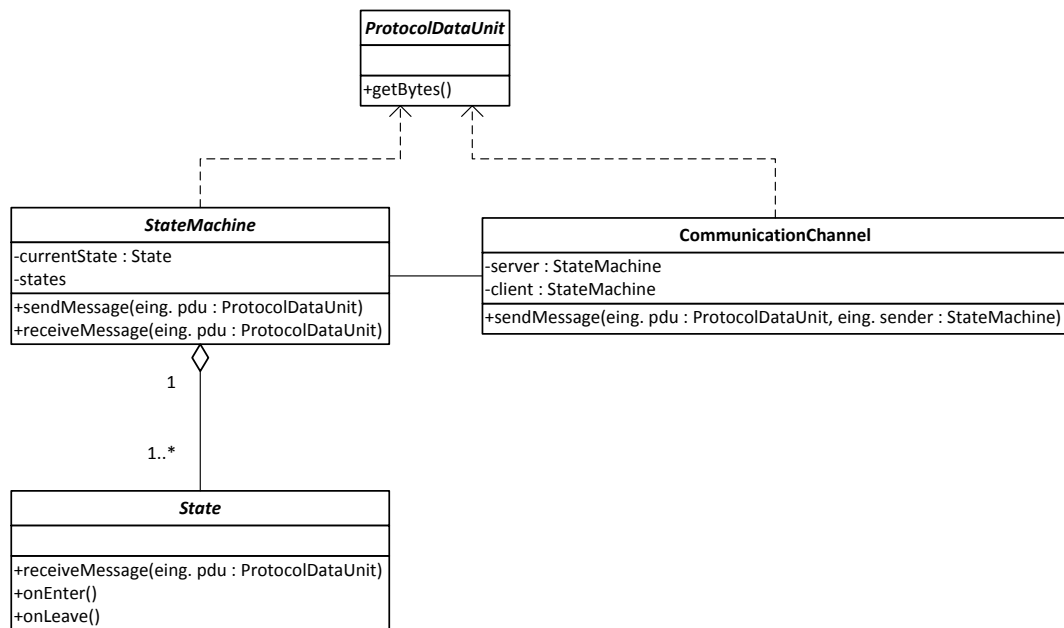 ProtocolDataUnit
+getBytes()
StateMachine
-currentState : State
-states
+sendMessage(eing. pdu : ProtocolDataUnit)
+receiveMessage(eing. pdu : ProtocolDataUnit)
CommunicationChannel
-server : StateMachine
-client : StateMachine
+sendMessage(eing. pdu : ProtocolDataUnit, eing. sender : StateMachine)
1
1..*
State
+receiveMessage(eing. pdu : ProtocolDataUnit)
+onEnter()
+onLeave()